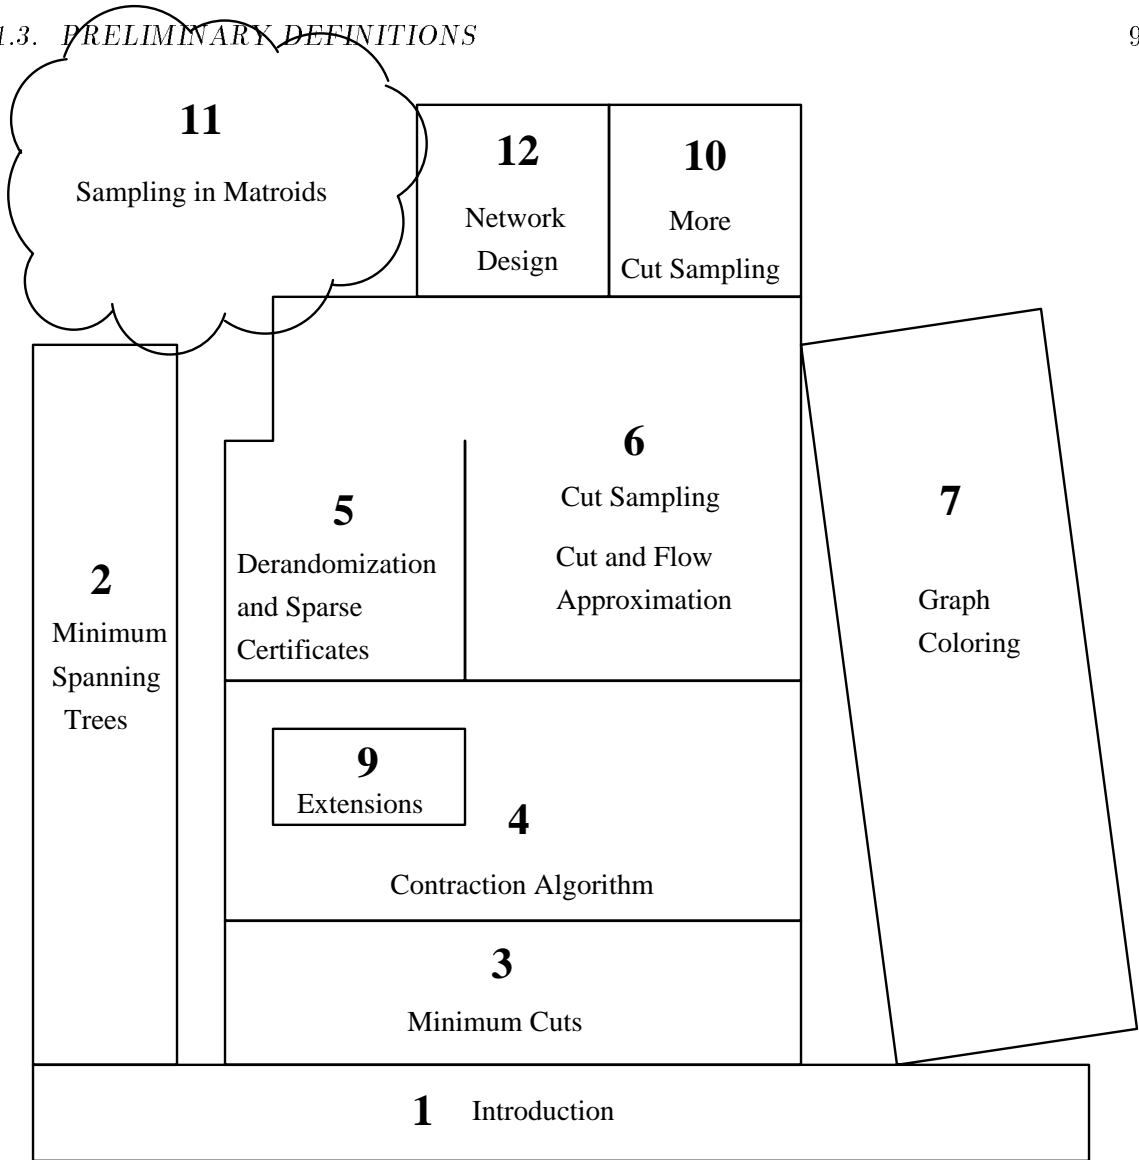 1.3. PRELIMINARY DEFINITIONS 9
11
Sampling in Matroids
12
Network
Design
10
More
Cut Sampling
6
Cut Sampling
Cut and Flow
Approximation
5
Derandomization
and Sparse
Certificates
7
Graph
Coloring
2
Minimum
Spanning
Trees
9
Extensions
4
Contraction Algorithm
3
Minimum Cuts
1 Introduction